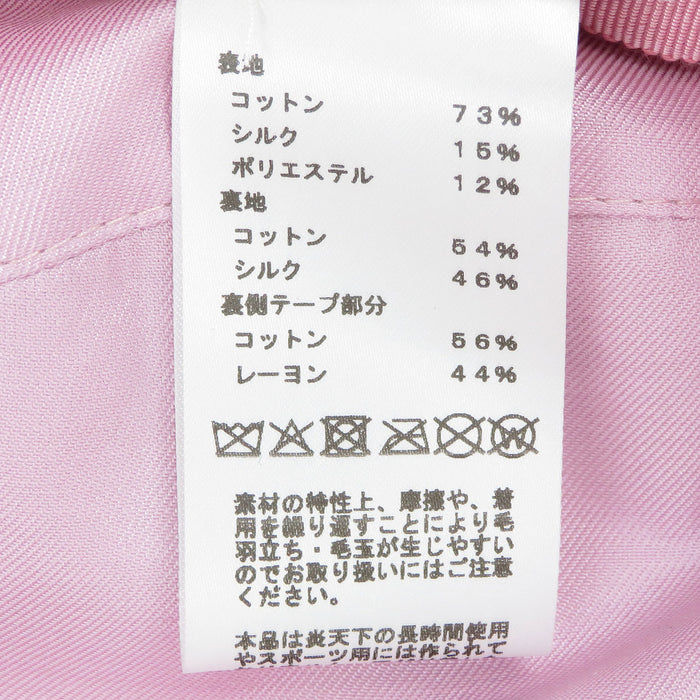 表地
コットン 73%
シルク 15%
ポリエステル 12%
裏地
コットン 54%
シルク 46%
裏側テープ部分
コットン 56%
レーヨン 44%
W
素材の特性上、摩擦や、着
用を繰り返すことにより毛
羽立ち・毛玉が生じやすい
のでお取り扱いにはご注意
ください。
本品は炎天下の長時間使用
やスポーツ用には作られて